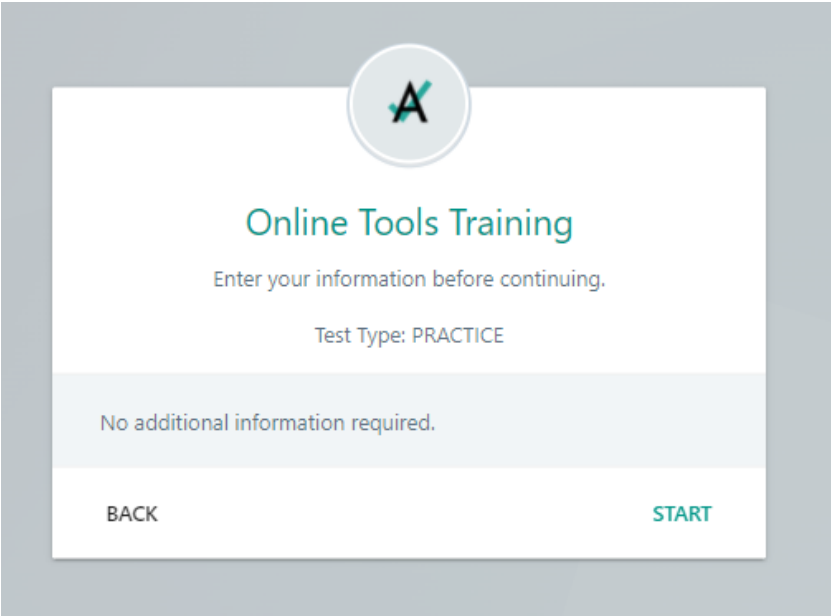 Online Tools Training
Enter your information before continuing.
Test Type: PRACTICE
No additional information required.
BACK
START